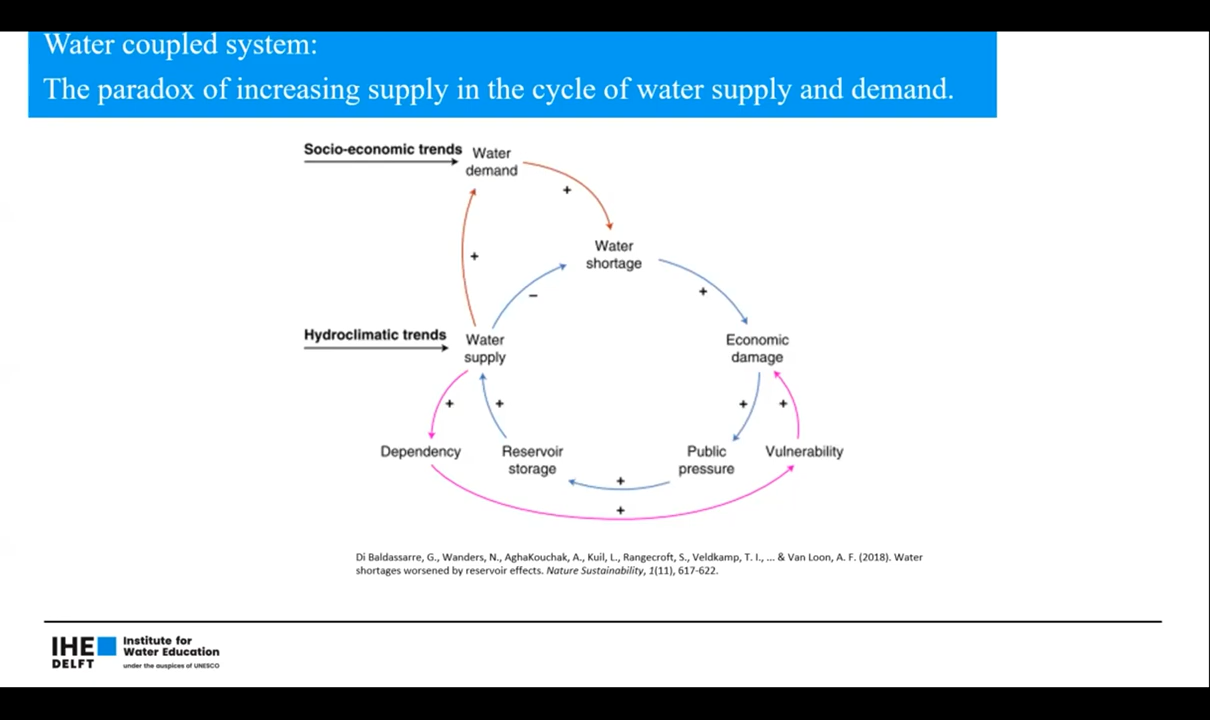 Water coupled system:
The paradox of increasing supply in the cycle of water supply and demand.
Socio-economic trends
Water
demand
+
Water
shortage
+
–
+
Hydroclimatic trends
Water
supply
Economic
damage
+
+
+
+
Dependency
Reservoir
storage
Public
pressure
Vulnerability
+
+
Di Baldassarre, G., Wanders, N., AghaKouchak, A., Kuil, L., Rangecroft, S., Veldkamp, T. I., ... & Van Loon, A. F. (2018). Water
shortages worsened by reservoir effects. Nature Sustainability, 1(11), 617-622.
IHE
DELFT
Institute for
Water Education
under the auspices of UNESCO